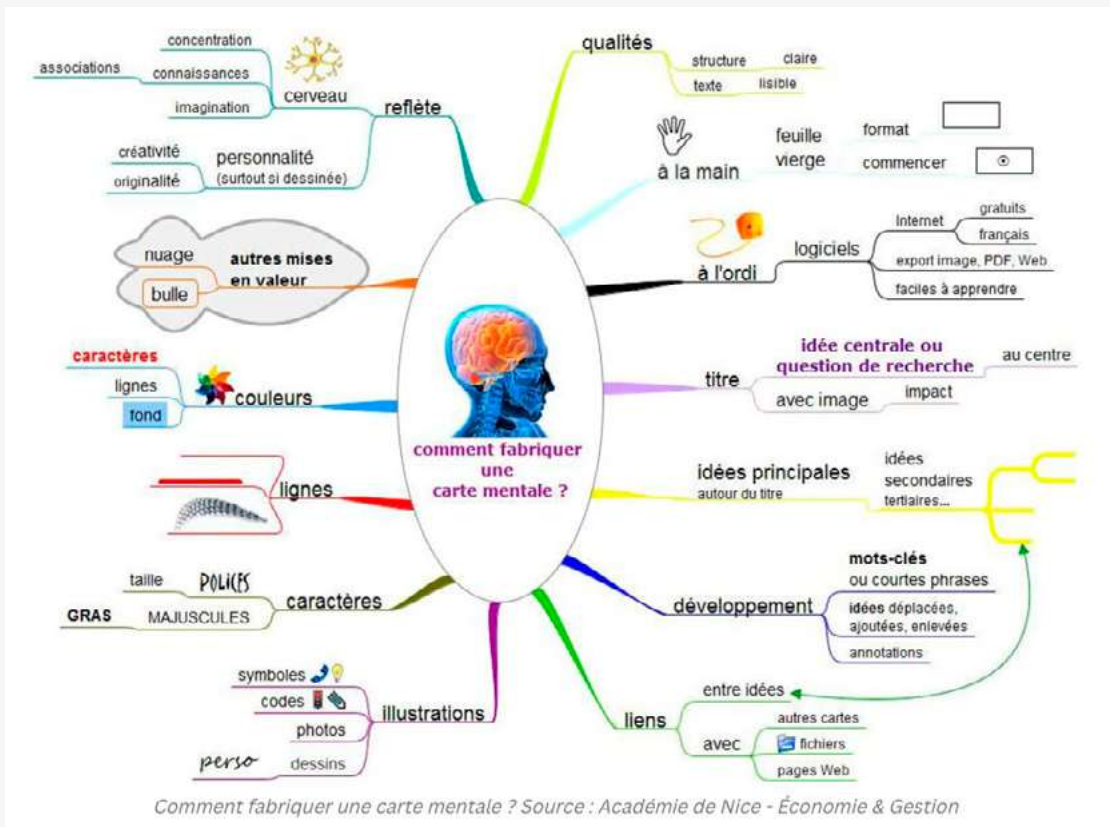 comment fabriquer
une
carte mentale ?
qualités
structure
claire
texte
lisible
à la main
feuille
vierge
format
commencer
à l'ordi
logiciels
Internet
gratuits
français
export image, PDF, Web
faciles à apprendre
titre
idée centrale ou
question de recherche
au centre
avec image
impact
idées principales
autour du titre
idées
secondaires
tertiaires...
développement
mots-clés
ou courtes phrases
idées déplacées,
ajoutées, enlevées
annotations
liens
entre idées
avec
autres cartes
fichiers
pages Web
illustrations
symboles
codes
photos
dessins
perso
caractères
POLICES
taille
MAJUSCULES
GRAS
lignes
couleurs
caractères
lignes
fond
autres mises
en valeur
nuage
bulle
reflète
cerveau
concentration
connaissances
associations
imagination
personnalité
(surtout si dessinée)
créativité
originalité
Comment fabriquer une carte mentale ? Source : Académie de Nice - Économie & Gestion